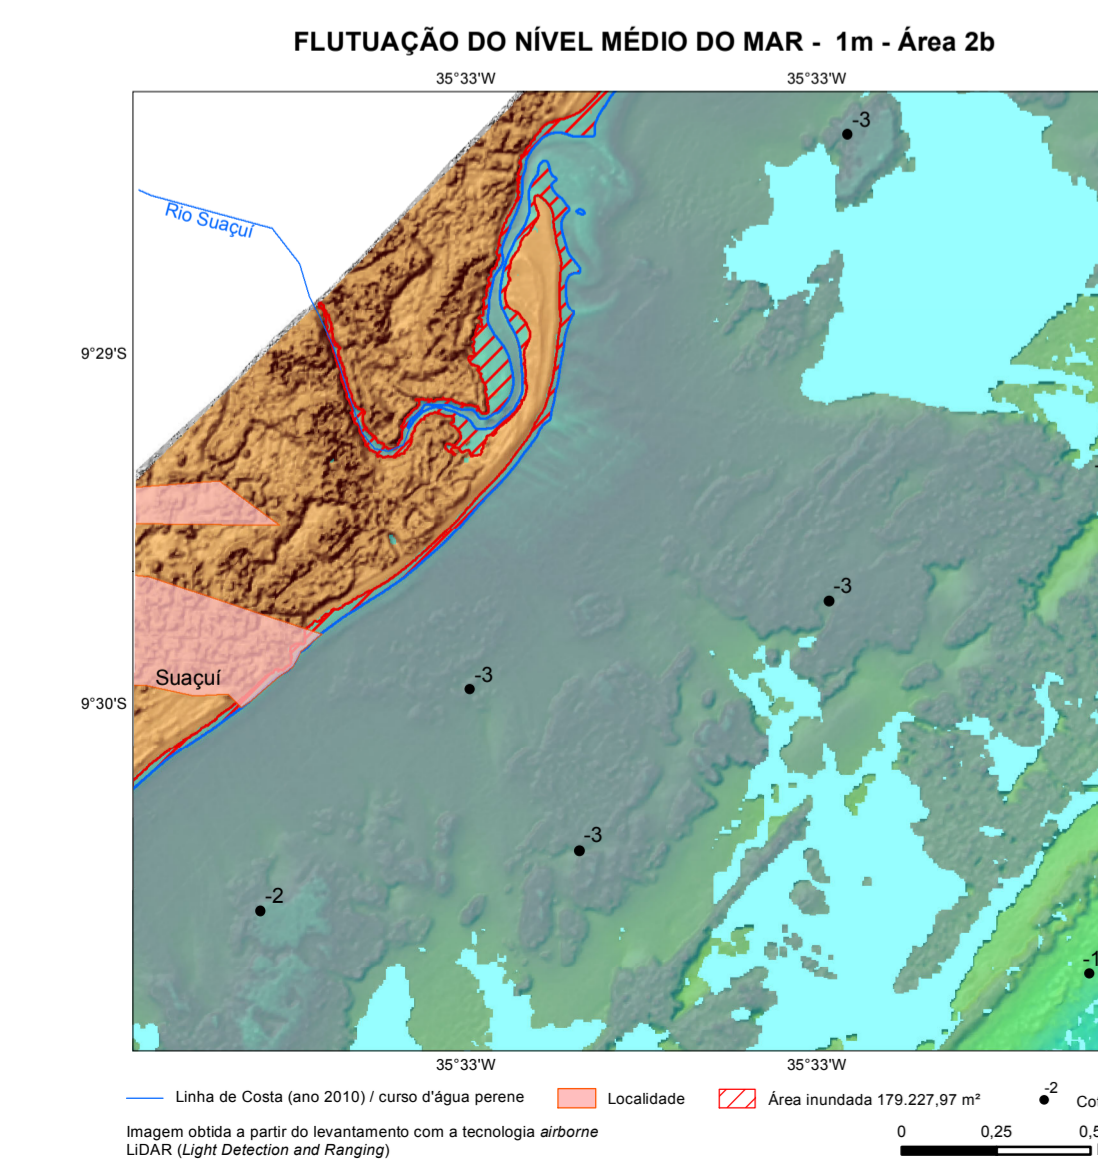 FLUTUAÇÃO DO NÍVEL MÉDIO DO MAR - 1m - Área 2b
35°33'W 35°33'W
-3
Rio Suaçuí
9°29'S
-3
-3
Suaçuí
9°30'S
-3
-2
-1
35°33'W 35°33'W
Linha de Costa (ano 2010) / curso d'água perene
Localidade
Área inundada 179.227,97 m²
-2
Imagem obtida a partir do levantamento com a tecnologia airborne
LiDAR (Light Detection and Ranging)
0 0,25